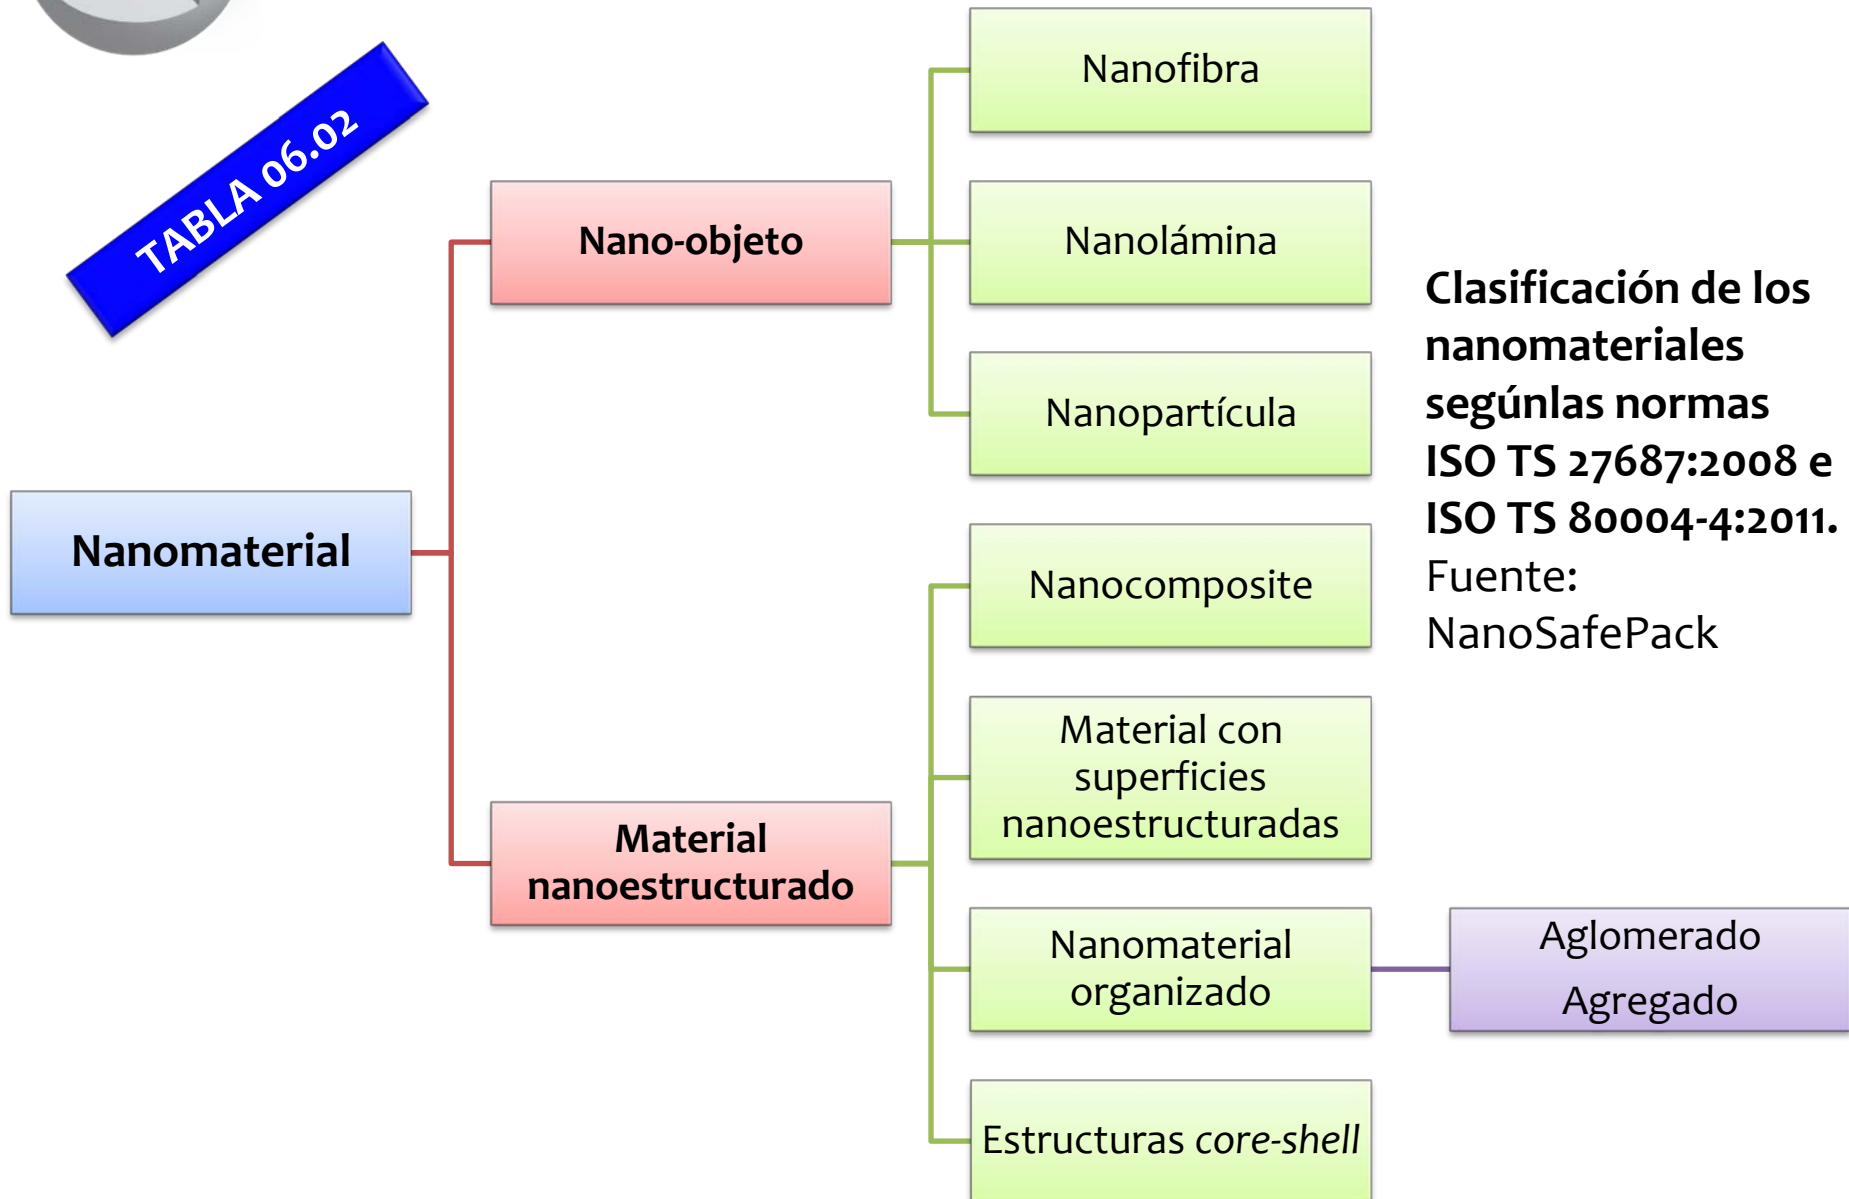 TABLA 06.02
Nanomaterial
Nano-objeto
Nanofibra
Nanolámina
Nanopartícula
Material
nanoestructurado
Nanocomposite
Material con
superficies
nanoestructuradas
Nanomaterial
organizado
Aglomerado
Agregado
Estructuras core-shell
Clasificación de los
nanomateriales
segúnlas normas
ISO TS 27687:2008 e
ISO TS 80004-4:2011.
Fuente:
NanoSafePack